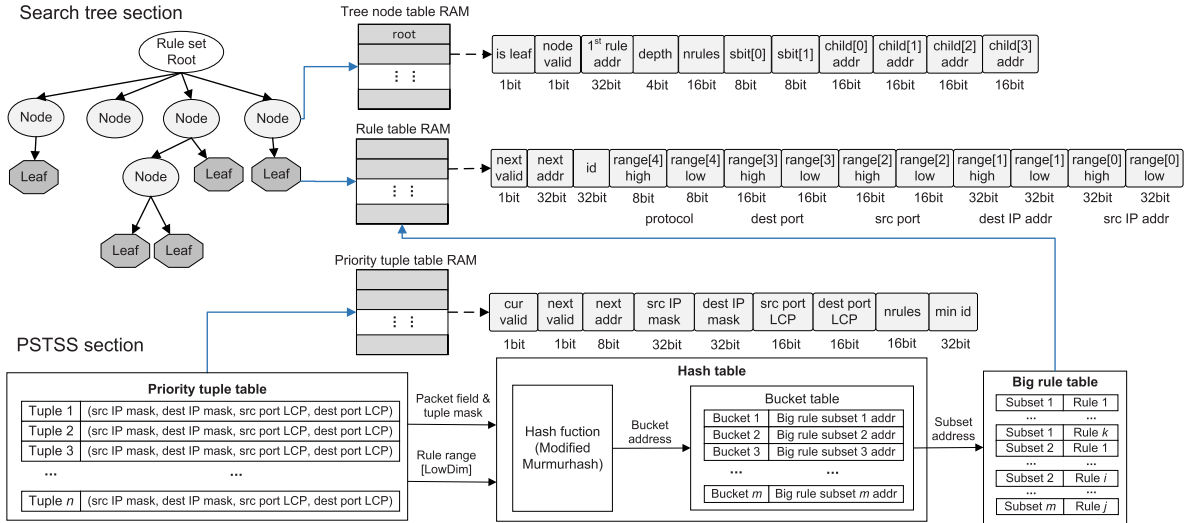 Search tree section
Rule set
Root
Node
Node
Node
Node
Leaf
Node
Leaf
Leaf
Leaf
Leaf
Tree node table RAM
root
is leaf
node
valid
1st rule
addr
depth
nrules
sbit[0]
sbit[1]
child[0]
addr
child[1]
addr
child[2]
addr
child[3]
addr
1bit 1bit 32bit 4bit 16bit 8bit 8bit 16bit 16bit 16bit 16bit
Rule table RAM
next
valid
next
addr
id
range[4]
high
range[4]
low
range[3]
high
range[3]
low
range[2]
high
range[2]
low
range[1]
high
range[1]
low
range[0]
high
range[0]
low
1bit 32bit 32bit 8bit 8bit 16bit 16bit 16bit 16bit 32bit 32bit 32bit 32bit
protocol dest port src port dest IP addr src IP addr
Priority tuple table RAM
cur
valid
next
valid
next
addr
src IP
mask
dest IP
mask
src port
LCP
dest port
LCP
nrules
min id
1bit 1bit 8bit 32bit 32bit 16bit 16bit 16bit 32bit
PSTSS section
Priority tuple table
Tuple 1 (src IP mask, dest IP mask, src port LCP, dest port LCP)
Tuple 2 (src IP mask, dest IP mask, src port LCP, dest port LCP)
Tuple 3 (src IP mask, dest IP mask, src port LCP, dest port LCP)
... ...
Tuple n (src IP mask, dest IP mask, src port LCP, dest port LCP)
Packet field &
tuple mask
Rule range
[LowDim]
Hash table
Hash fuction
(Modified
Murmurhash)
Bucket
address
Bucket table
Bucket 1 Big rule subset 1 addr
Bucket 2 Big rule subset 2 addr
Bucket 3 Big rule subset 3 addr
... ...
Bucket m Big rule subset m addr
Subset
address
Big rule table
Subset 1 Rule 1
... ...
Subset 1 Rule k
Subset 2 Rule 1
... ...
Subset 2 Rule i
... ...
Subset m Rule j